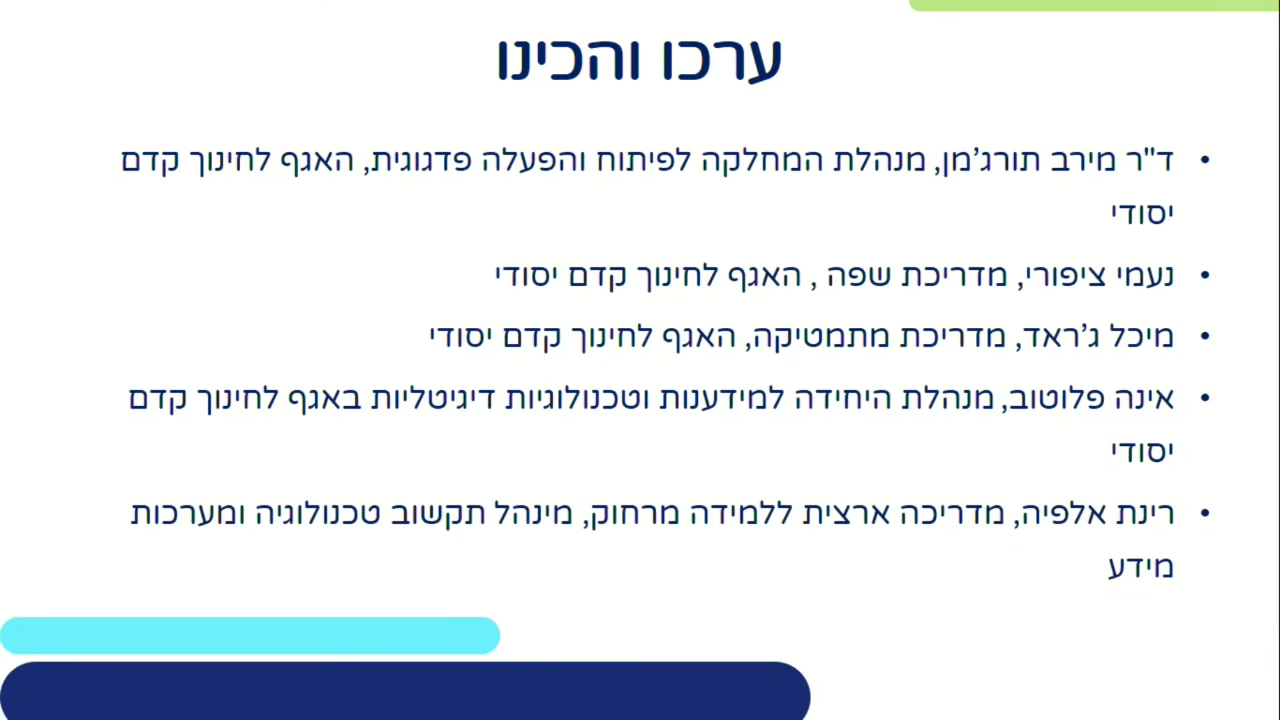 ערכו והכינו
• ד"ר מירב תורג'מן, מנהלת המחלקה לפיתוח והפעלה פדגוגית, האגף לחינוך קדם
יסודי
• נעמי ציפורי, מדריכת שפה , האגף לחינוך קדם יסודי
• מיכל ג'ראד, מדריכת מתמטיקה, האגף לחינוך קדם יסודי
• אינה פלוטוב, מנהלת היחידה למידענות וטכנולוגיות דיגיטליות באגף לחינוך קדם
יסודי
• רינת אלפיה, מדריכה ארצית ללמידה מרחוק, מינהל תקשוב טכנולוגיה ומערכות
מידע